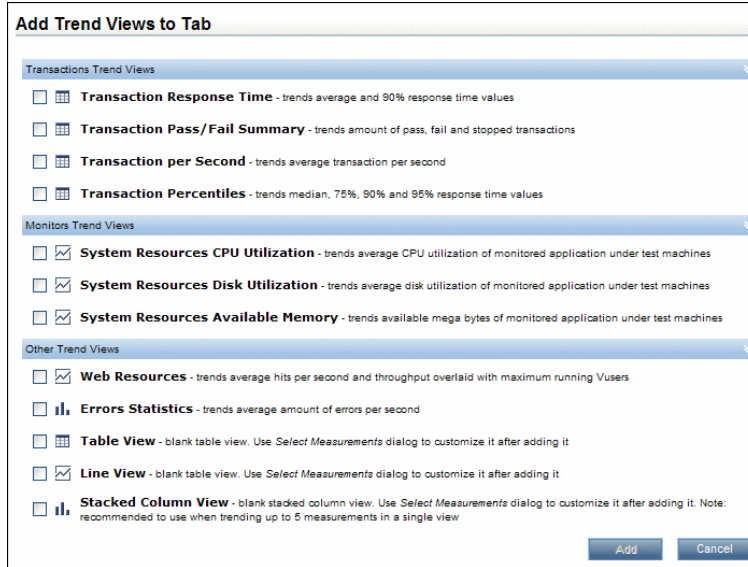 Add Trend Views to Tab
Transactions Trend Views
Transaction Response Time - trends average and 90% response time values
Transaction Pass/Fail Summary - trends amount of pass, fail and stopped transactions
Transaction per Second - trends average transaction per second
Transaction Percentiles - trends median, 75%, 90% and 95% response time values
Monitors Trend Views
System Resources CPU Utilization - trends average CPU utilization of monitored application under test machines
System Resources Disk Utilization - trends average disk utilization of monitored application under test machines
System Resources Available Memory - trends available mega bytes of monitored application under test machines
Other Trend Views
Web Resources - trends average hits per second and throughput overlaid with maximum running Vusers
Errors Statistics - trends average amount of errors per second
Table View - blank table view. Use Select Measurements dialog to customize it after adding it
Line View - blank table view. Use Select Measurements dialog to customize it after adding it
Stacked Column View - blank stacked column view. Use Select Measurements dialog to customize it after adding it. Note:
recommended to use when trending up to 5 measurements in a single view
Add Cancel